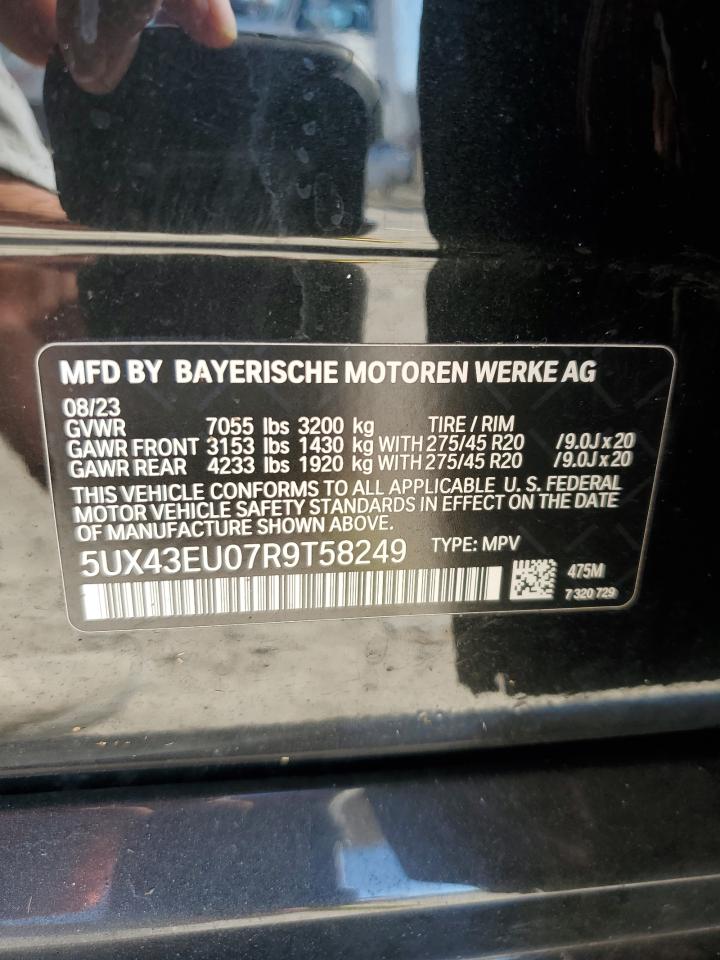 MFD BY BAYERISCHE MOTOREN WERKE AG
08/23
GVWR 7055 lbs 3200 kg TIRE / RIM
GAWR FRONT 3153 lbs 1430 kg WITH 275/45 R20 /9.0J x 20
GAWR REAR 4233 lbs 1920 kg WITH 275/45 R20 /9.0J x 20
THIS VEHICLE CONFORMS TO ALL APPLICABLE U.S. FEDERAL
MOTOR VEHICLE SAFETY STANDARDS IN EFFECT ON THE DATE
OF MANUFACTURE SHOWN ABOVE.
5UX43EU07R9T58249 TYPE: MPV
475M
7 320 729